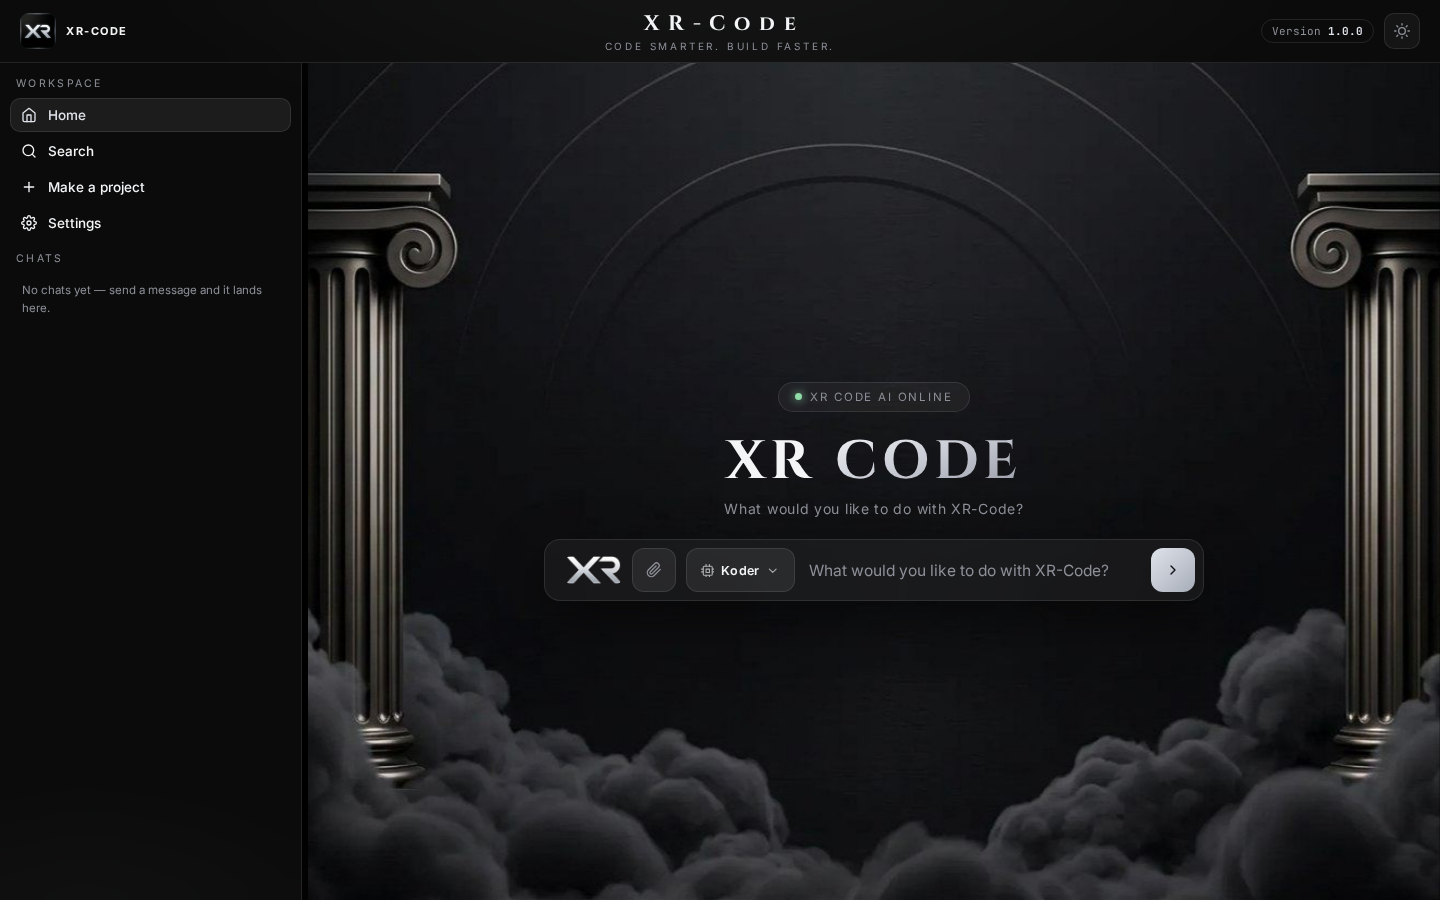 XR XR-CODE
XR-CODE
CODE SMARTER. BUILD FASTER.
Version 1.0.0
WORKSPACE
Home
Search
Make a project
Settings
CHATS
No chats yet — send a message and it lands
here.
XR CODE AI ONLINE
XR CODE
What would you like to do with XR-Code?
XR Koder What would you like to do with XR-Code?